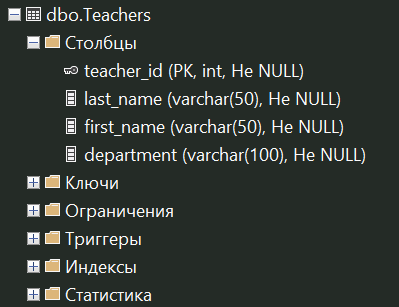 dbo.Teachers
Столбцы
teacher_id (PK, int, Не NULL)
last_name (varchar(50), Не NULL)
first_name (varchar(50), Не NULL)
department (varchar(100), Не NULL)
Ключи
Ограничения
Триггеры
Индексы
Статистика